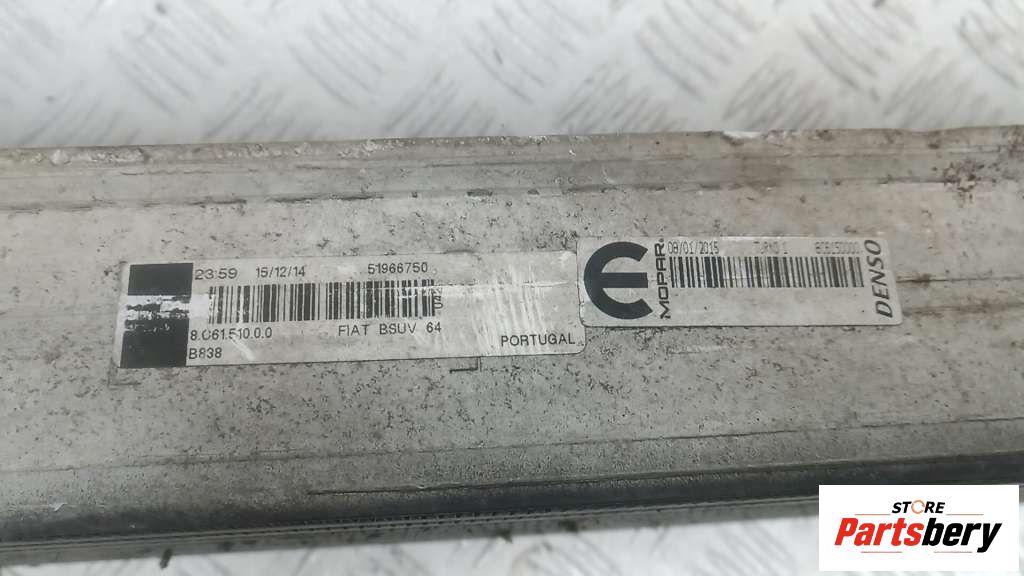 23:59 15/12/14 51966750
8.061.510.0.0 FIAT BSUV 64
B838
PORTUGAL
MOPAR
08/01/2015
DENSO
STORE
Partsbery